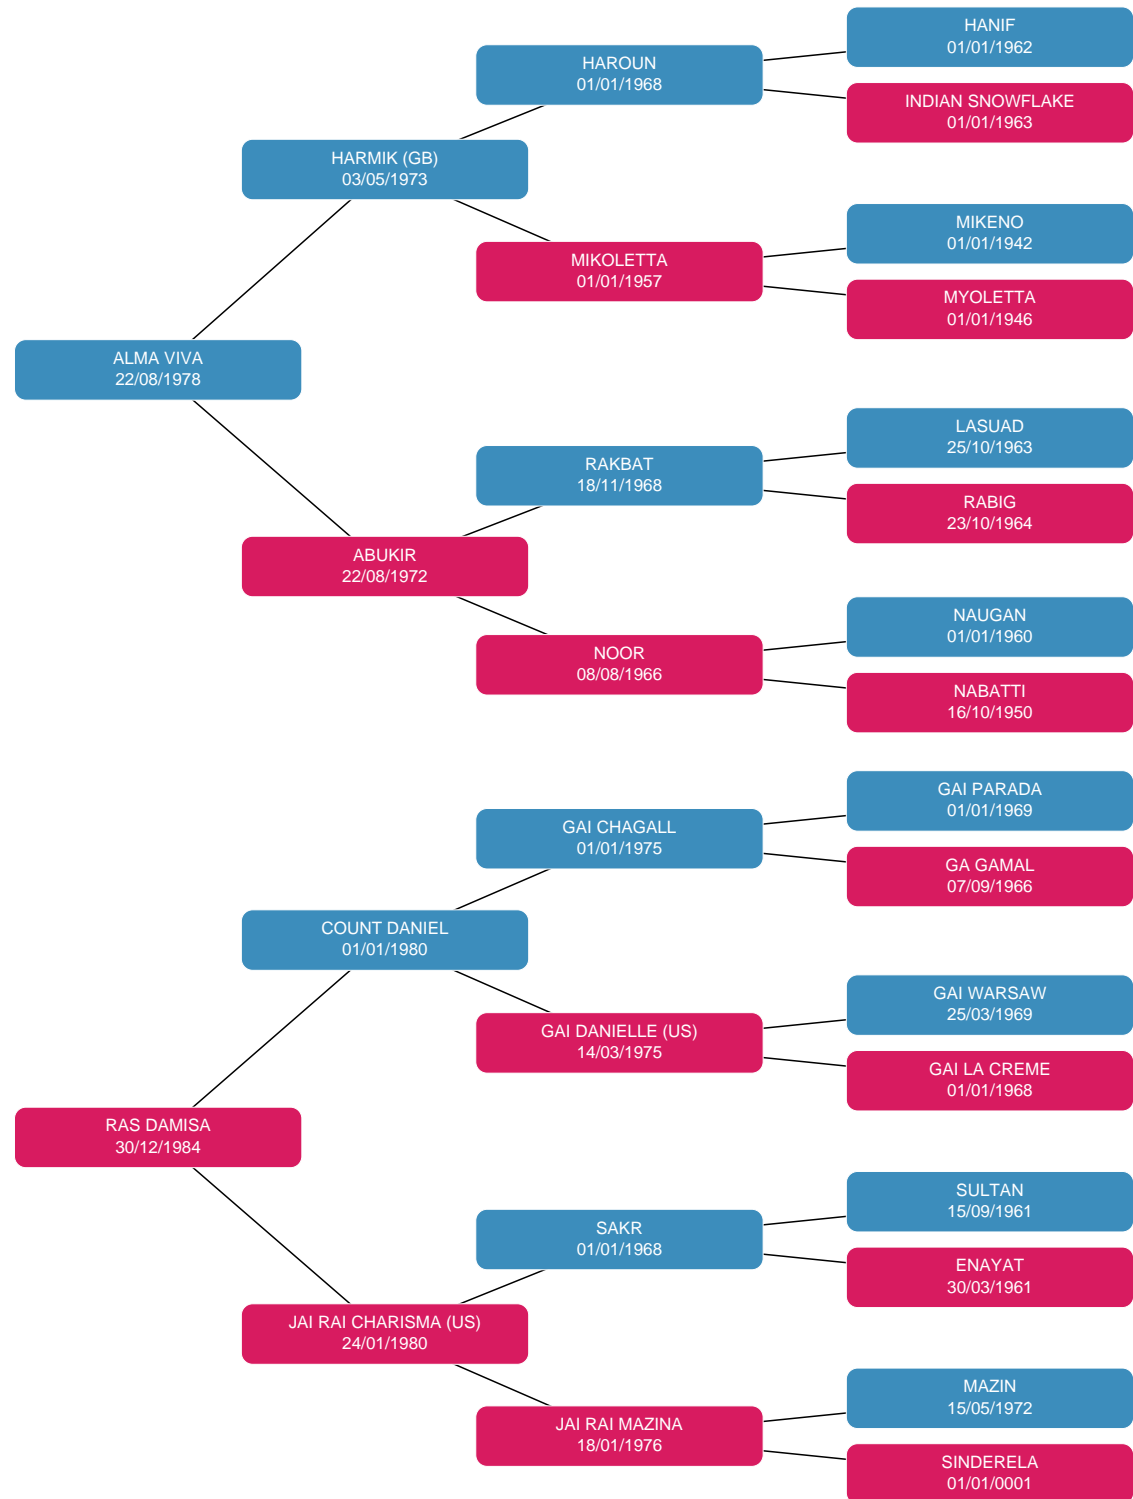 HANIF
01/01/1962
HAROUN
01/01/1968
INDIAN SNOWFLAKE
01/01/1963
HARMIK (GB)
03/05/1973
MIKENO
01/01/1942
MIKOLETTA
01/01/1957
MYOLETTA
01/01/1946
ALMA VIVA
22/08/1978
LASUAD
25/10/1963
RAKBAT
18/11/1968
RABIG
23/10/1964
ABUKIR
22/08/1972
NAUGAN
01/01/1960
NOOR
08/08/1966
NABATTI
16/10/1950
GAI PARADA
01/01/1969
GAI CHAGALL
01/01/1975
GA GAMAL
07/09/1966
COUNT DANIEL
01/01/1980
GAI WARSAW
25/03/1969
GAI DANIELLE (US)
14/03/1975
GAI LA CREME
01/01/1968
RAS DAMISA
30/12/1984
SULTAN
15/09/1961
SAKR
01/01/1968
ENAYAT
30/03/1961
JAI RAI CHARISMA (US)
24/01/1980
MAZIN
15/05/1972
JAI RAI MAZINA
18/01/1976
SINDERELA
01/01/0001